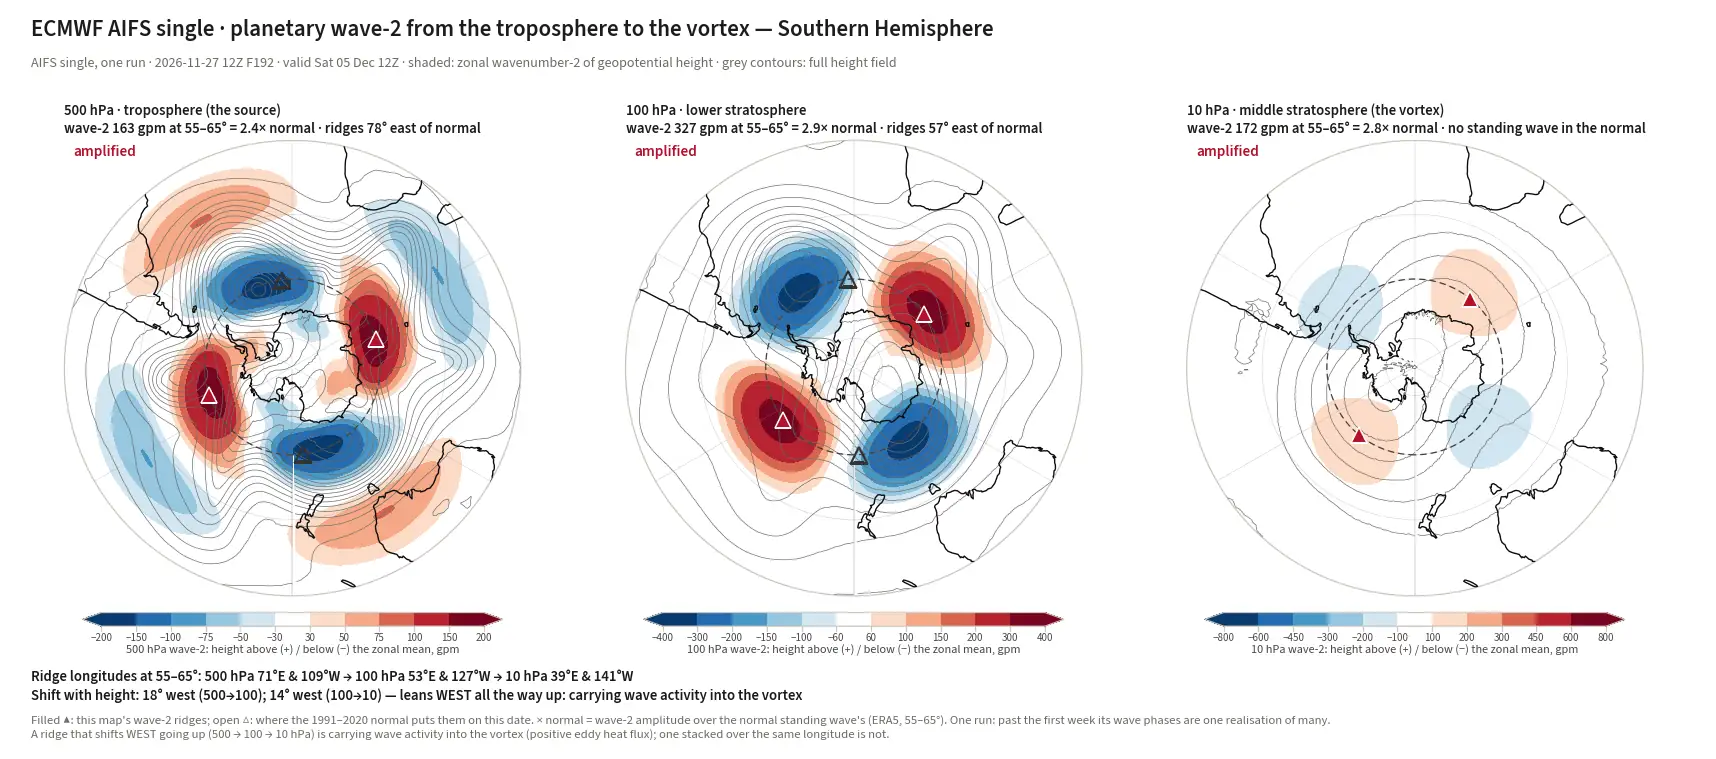 ECMWF AIFS single · planetary wave-2 from the troposphere to the vortex — Southern Hemisphere
AIFS single, one run · 2026-11-27 12Z F192 · valid Sat 05 Dec 12Z · shaded: zonal wavenumber-2 of geopotential height · grey contours: full height field
500 hPa · troposphere (the source)
wave-2 163 gpm at 55–65° = 2.4× normal · ridges 78° east of normal
amplified
100 hPa · lower stratosphere
wave-2 327 gpm at 55–65° = 2.9× normal · ridges 57° east of normal
amplified
10 hPa · middle stratosphere (the vortex)
wave-2 172 gpm at 55–65° = 2.8× normal · no standing wave in the normal
amplified
−200 −150 −100 −75 −50 −30 30 50 75 100 150 200
500 hPa wave-2: height above (+) / below (−) the zonal mean, gpm
−400 −300 −200 −150 −100 −60 60 100 150 200 300 400
100 hPa wave-2: height above (+) / below (−) the zonal mean, gpm
−800 −600 −450 −300 −200 −100 100 200 300 450 600 800
10 hPa wave-2: height above (+) / below (−) the zonal mean, gpm
Ridge longitudes at 55–65°: 500 hPa 71°E & 109°W → 100 hPa 53°E & 127°W → 10 hPa 39°E & 141°W
Shift with height: 18° west (500→100); 14° west (100→10) — leans WEST all the way up: carrying wave activity into the vortex
Filled ▲: this map's wave-2 ridges; open △: where the 1991–2020 normal puts them on this date. × normal = wave-2 amplitude over the normal standing wave's (ERA5, 55–65°). One run: past the first week its wave phases are one realisation of many.
A ridge that shifts WEST going up (500 → 100 → 10 hPa) is carrying wave activity into the vortex (positive eddy heat flux); one stacked over the same longitude is not.